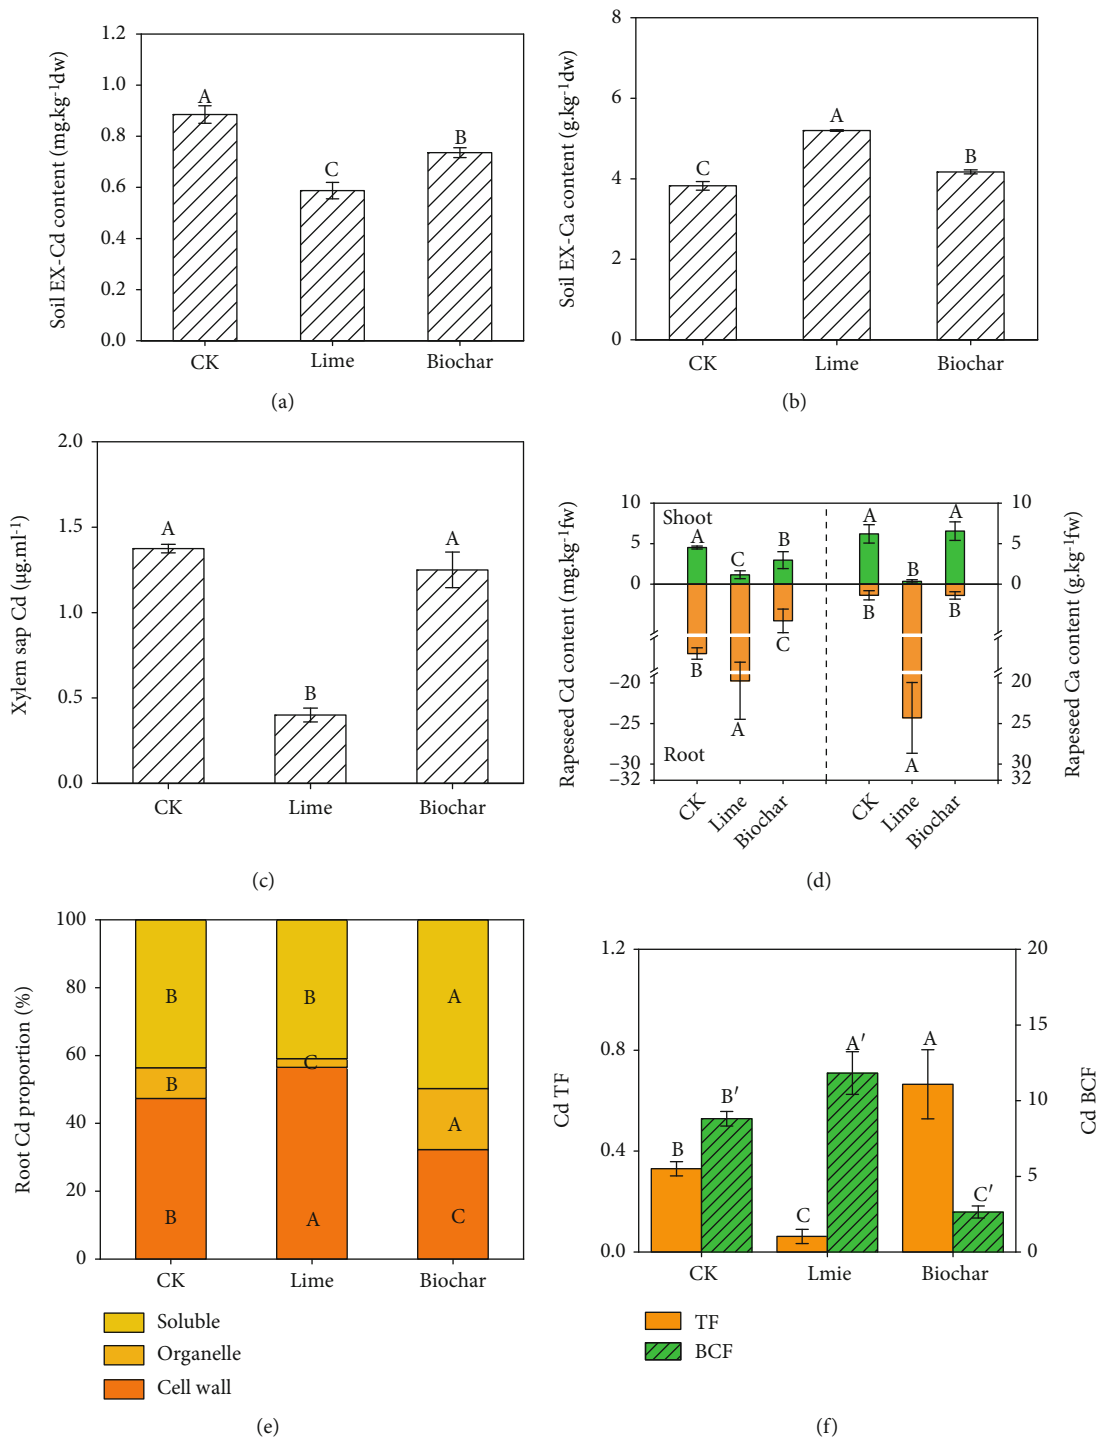 Soil EX-Cd content (mg.kg-1dw)
1.2
1.0
0.8
0.6
0.4
0.2
0.0
A
C
B
CK
Lime
Biochar
(a)
Soil EX-Ca content (g.kg-1dw)
8
6
4
2
0
C
A
B
CK
Lime
Biochar
(b)
Xylem sap Cd (μg.ml-1)
2.0
1.5
1.0
0.5
0.0
A
B
A
CK
Lime
Biochar
(c)
Rapeseed Cd content (mg.kg-1fw)
10
5
0
−20
−25
−30
−32
Shoot
Root
A
C
B
A
B
A
B
A
C
B
A
B
CK
Lime
Biochar
CK
Lime
Biochar
10
5
0
20
25
30
32
Rapeseed Ca content (g.kg-1fw)
(d)
Root Cd proportion (%)
100
80
60
40
20
0
B
B
A
B
C
A
B
A
C
CK
Lime
Biochar
Soluble
Organelle
Cell wall
(e)
Cd TF
1.2
0.8
0.4
0.0
B
B′
C
A′
A
C′
CK
Lmie
Biochar
20
15
10
5
0
Cd BCF
TF
BCF
(f)